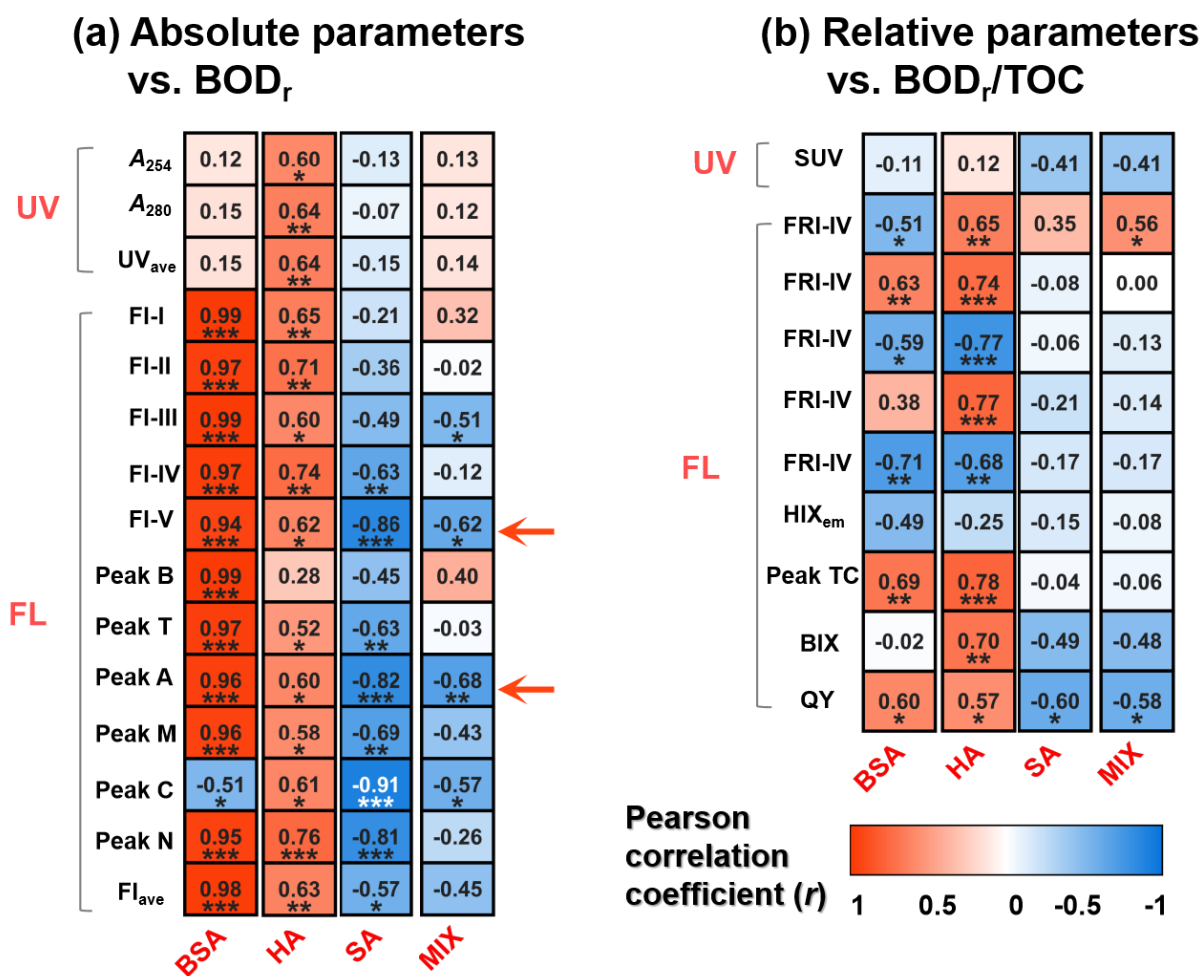 (a) Absolute parameters
vs. BODr
UV
A254 0.12 0.60 * -0.13 0.13
A280 0.15 0.64 ** -0.07 0.12
UVave 0.15 0.64 ** -0.15 0.14
FL
FI-I 0.99 *** 0.65 ** -0.21 0.32
FI-II 0.97 *** 0.71 ** -0.36 -0.02
FI-III 0.99 *** 0.60 * -0.49 -0.51 *
FI-IV 0.97 *** 0.74 ** -0.63 ** -0.12
FI-V 0.94 *** 0.62 * -0.86 *** -0.62 *
Peak B 0.99 *** 0.28 -0.45 0.40
Peak T 0.97 *** 0.52 * -0.63 ** -0.03
Peak A 0.96 *** 0.60 * -0.82 *** -0.68 **
Peak M 0.96 *** 0.58 * -0.69 ** -0.43
Peak C -0.51 * 0.61 * -0.91 *** -0.57 *
Peak N 0.95 *** 0.76 *** -0.81 *** -0.26
FIave 0.98 *** 0.63 ** -0.57 * -0.45
BSA HA SA MIX
(b) Relative parameters
vs. BODr/TOC
UV
SUV -0.11 0.12 -0.41 -0.41
FL
FRI-IV -0.51 * 0.65 ** 0.35 0.56 *
FRI-IV 0.63 ** 0.74 *** -0.08 0.00
FRI-IV -0.59 * -0.77 *** -0.06 -0.13
FRI-IV 0.38 0.77 *** -0.21 -0.14
FRI-IV -0.71 ** -0.68 ** -0.17 -0.17
HIXem -0.49 -0.25 -0.15 -0.08
Peak TC 0.69 ** 0.78 *** -0.04 -0.06
BIX -0.02 0.70 ** -0.49 -0.48
QY 0.60 * 0.57 * -0.60 * -0.58 *
BSA HA SA MIX
Pearson
correlation
coefficient (r)
1 0.5 0 -0.5 -1